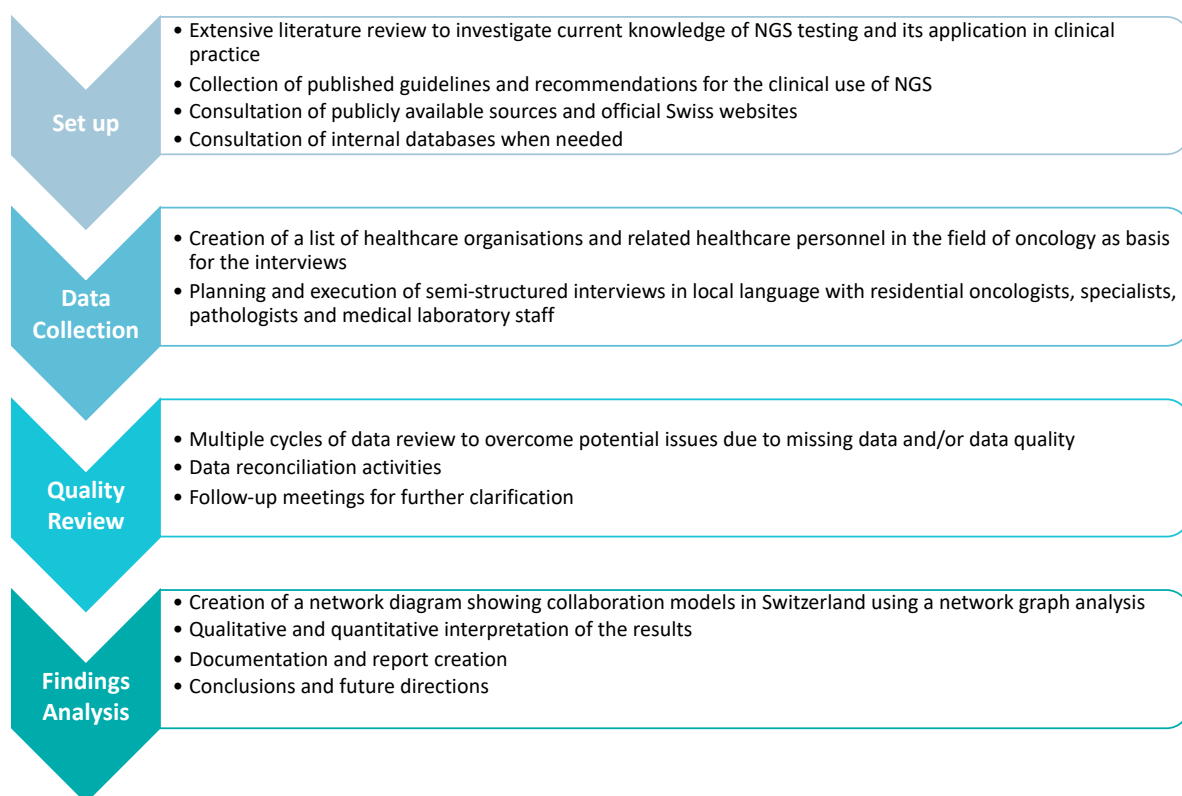 Set up
• Extensive literature review to investigate current knowledge of NGS testing and its application in clinical
practice
• Collection of published guidelines and recommendations for the clinical use of NGS
• Consultation of publicly available sources and official Swiss websites
• Consultation of internal databases when needed
Data
Collection
• Creation of a list of healthcare organisations and related healthcare personnel in the field of oncology as basis
for the interviews
• Planning and execution of semi-structured interviews in local language with residential oncologists, specialists,
pathologists and medical laboratory staff
Quality
Review
• Multiple cycles of data review to overcome potential issues due to missing data and/or data quality
• Data reconciliation activities
• Follow-up meetings for further clarification
Findings
Analysis
• Creation of a network diagram showing collaboration models in Switzerland using a network graph analysis
• Qualitative and quantitative interpretation of the results
• Documentation and report creation
• Conclusions and future directions